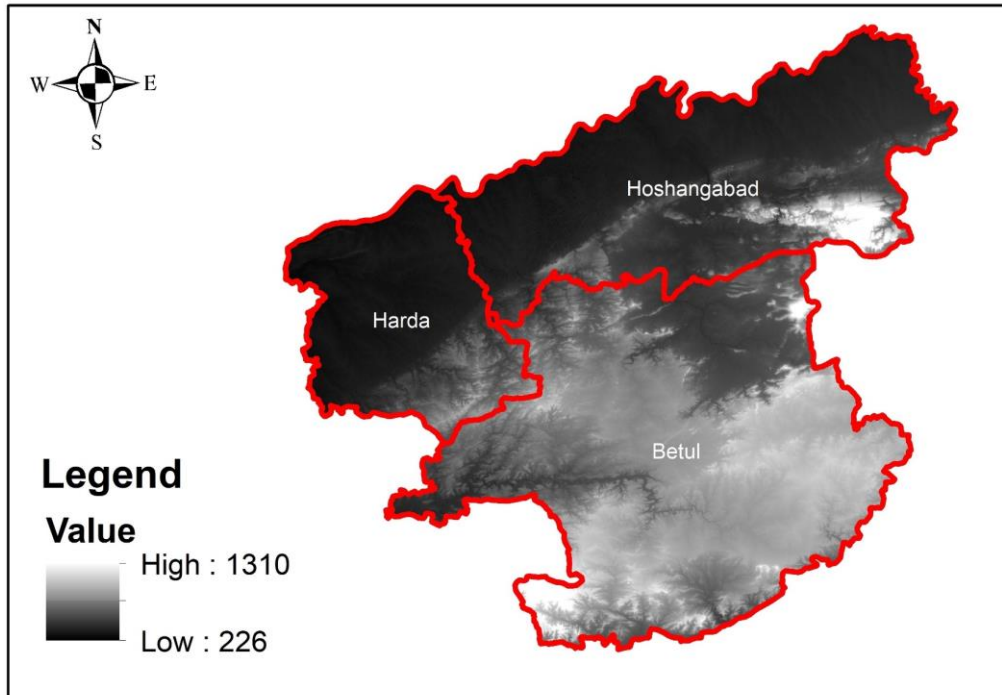 N
W E
S
Hoshangabad
Harda
Betul
Legend
Value
High : 1310
Low : 226